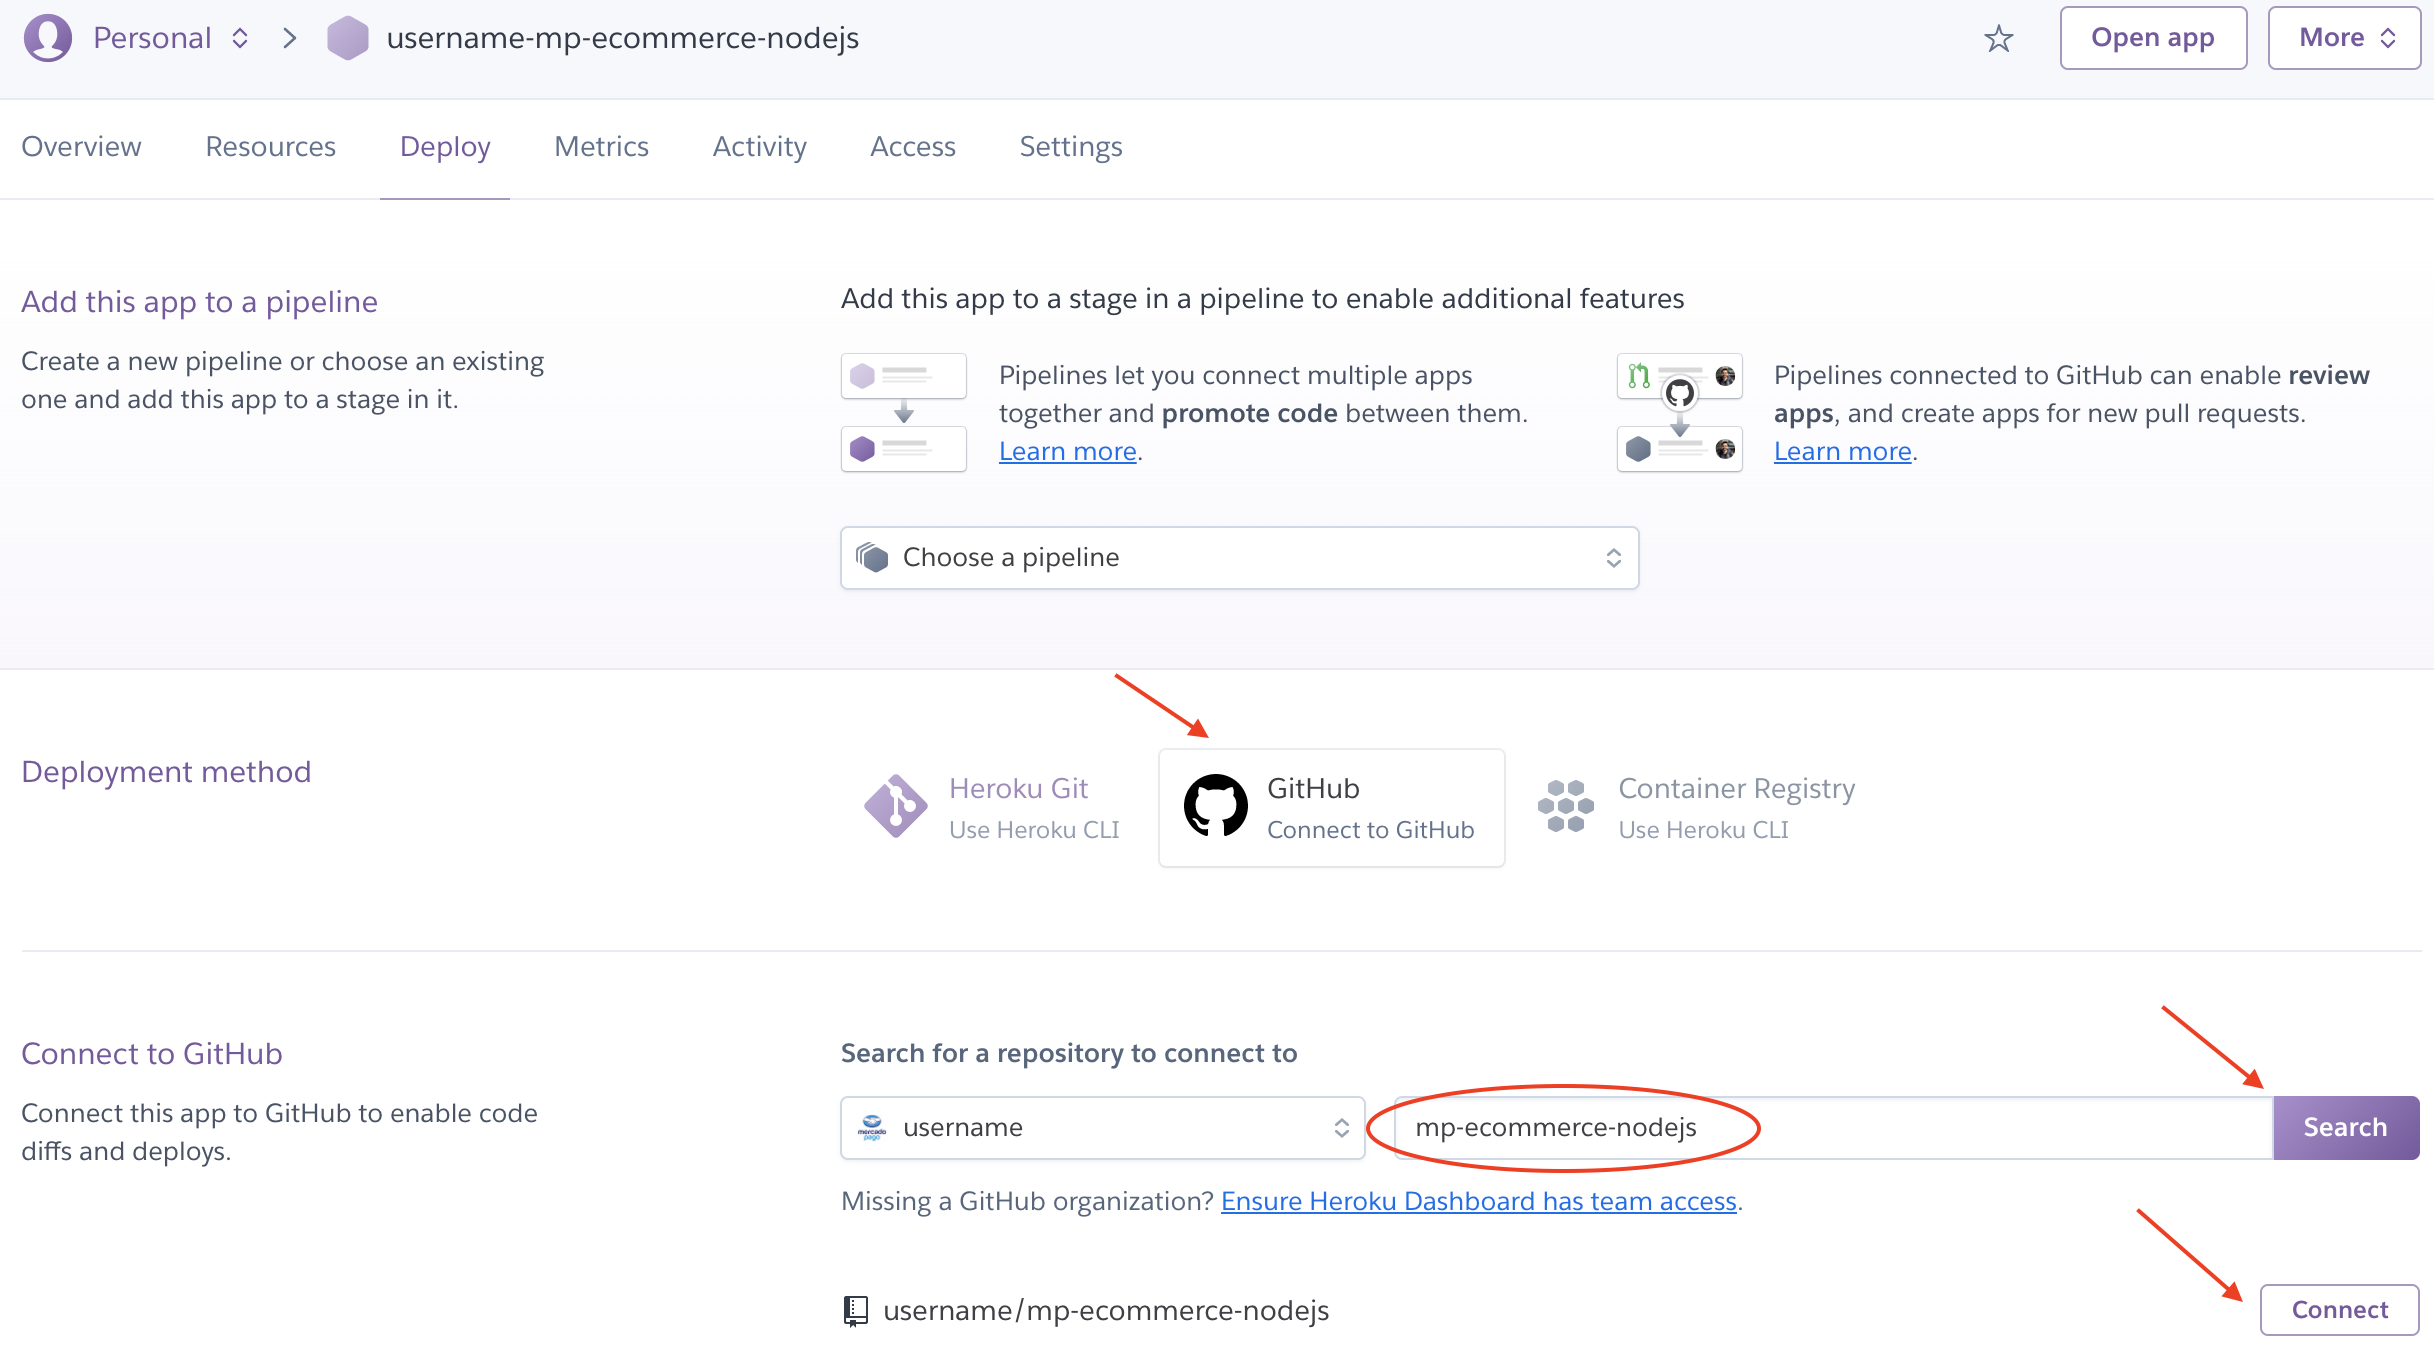 Personal
username-mp-ecommerce-nodejs
Open app
More
Overview
Resources
Deploy
Metrics
Activity
Access
Settings
Add this app to a pipeline
Create a new pipeline or choose an existing
one and add this app to a stage in it.
Add this app to a stage in a pipeline to enable additional features
Pipelines let you connect multiple apps
together and promote code between them.
Learn more.
Pipelines connected to GitHub can enable review
apps, and create apps for new pull requests.
Learn more.
Choose a pipeline
Deployment method
Heroku Git
Use Heroku CLI
GitHub
Connect to GitHub
Container Registry
Use Heroku CLI
Connect to GitHub
Connect this app to GitHub to enable code
diffs and deploys.
Search for a repository to connect to
mercado
pago
username
mp-ecommerce-nodejs
Search
Missing a GitHub organization? Ensure Heroku Dashboard has team access.
username/mp-ecommerce-nodejs
Connect